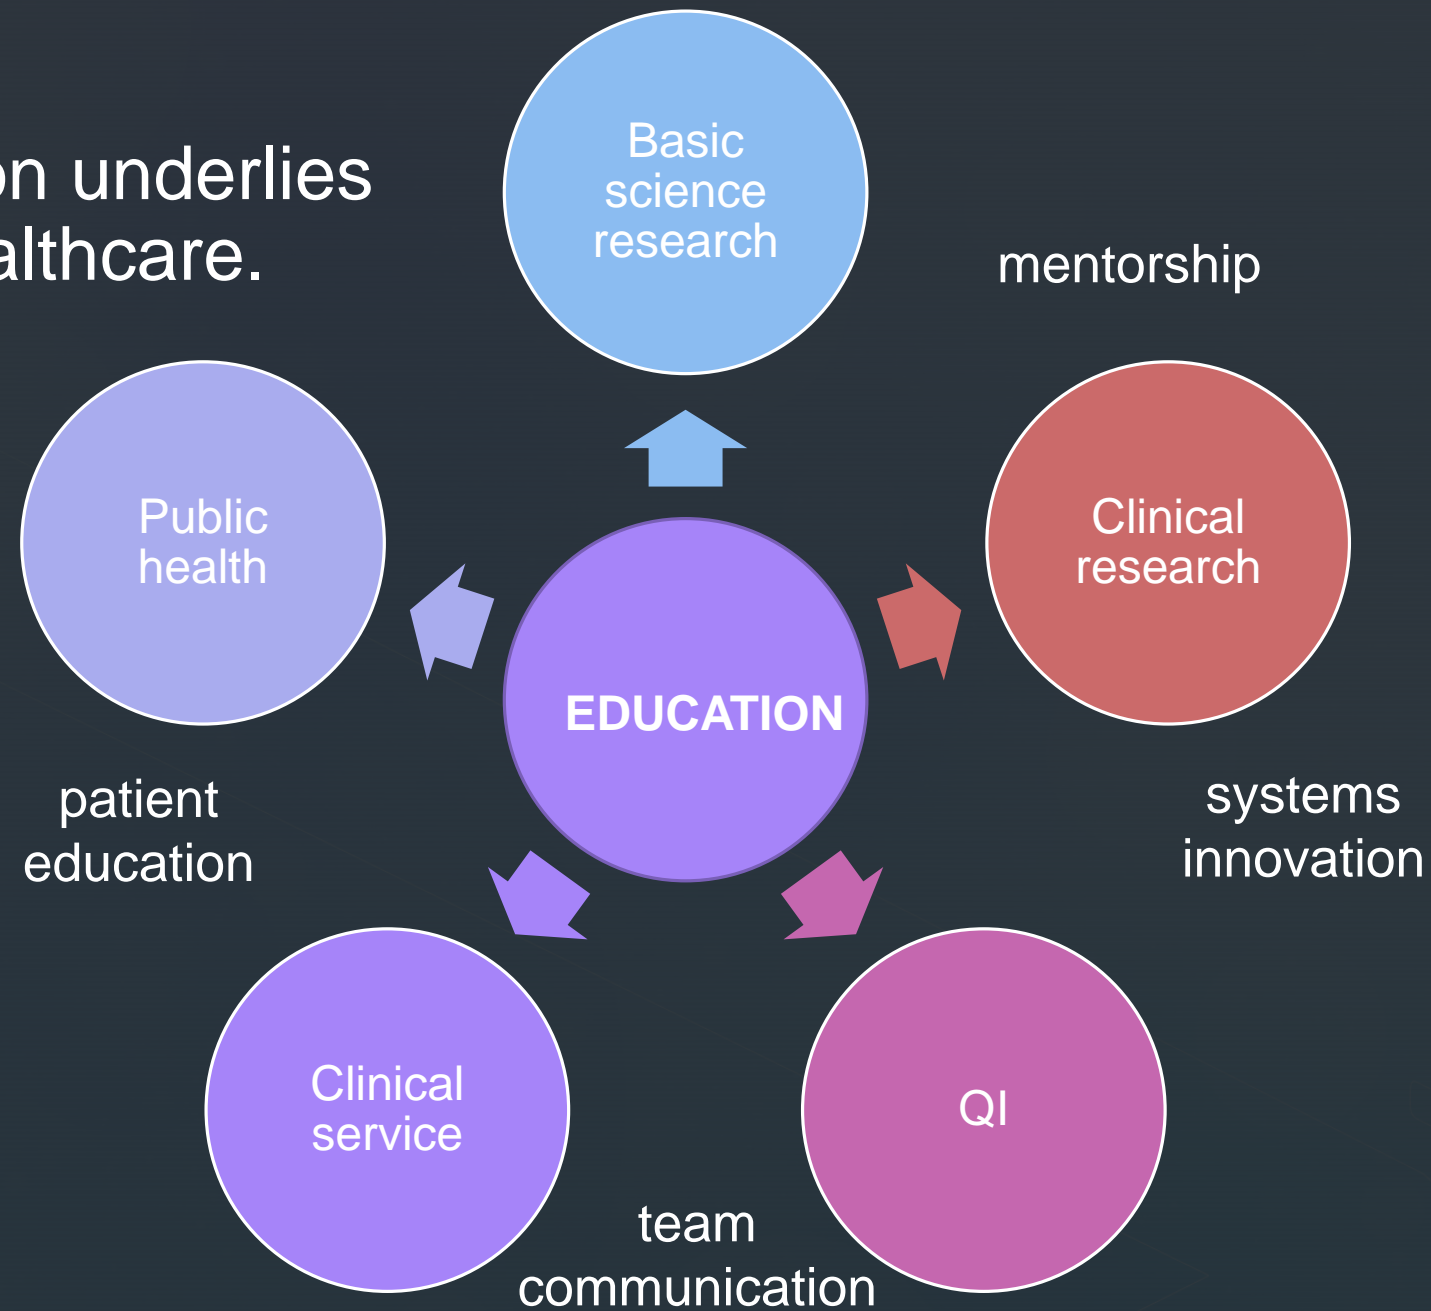 on underlies
althcare.
Basic
science
research
mentorship
Public
health
Clinical
research
EDUCATION
patient
education
systems
innovation
Clinical
service
QI
team
communication